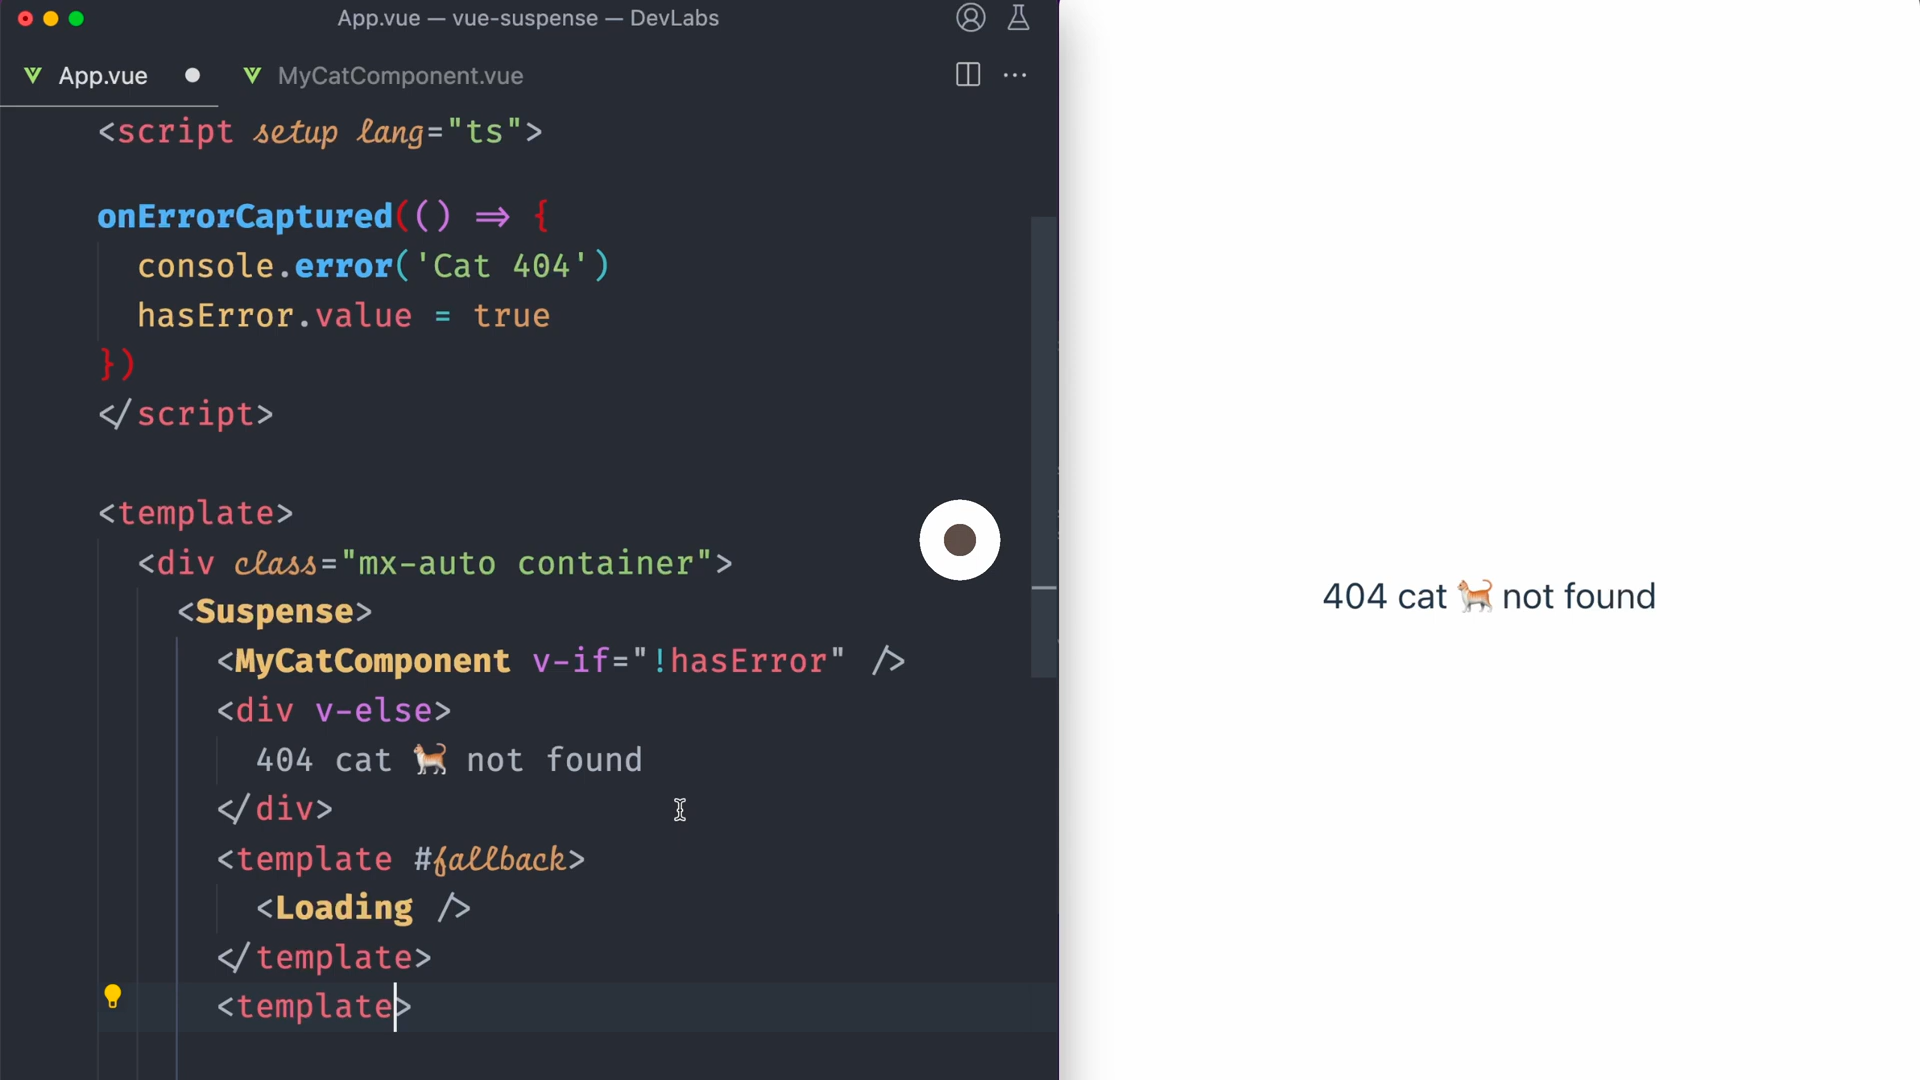 App.vue — vue-suspense — DevLabs
App.vue
MyCatComponent.vue
<script setup lang="ts">
onErrorCaptured(() => {
console.error('Cat 404')
hasError.value = true
})
</script>
<template>
<div class="mx-auto container">
<Suspense>
<MyCatComponent v-if="!hasError" />
<div v-else>
404 cat 🐈 not found
</div>
<template #fallback>
<Loading />
</template>
<template>
404 cat 🐈 not found